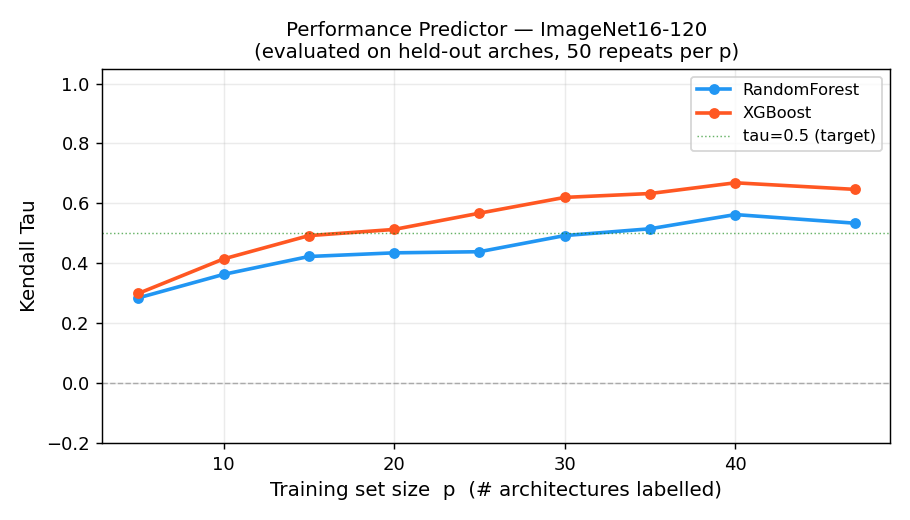 Performance Predictor — ImageNet16-120
(evaluated on held-out arches, 50 repeats per p)
RandomForest
XGBoost
tau=0.5 (target)
Kendall Tau
1.0
0.8
0.6
0.4
0.2
0.0
−0.2
10 20 30 40
Training set size p (# architectures labelled)